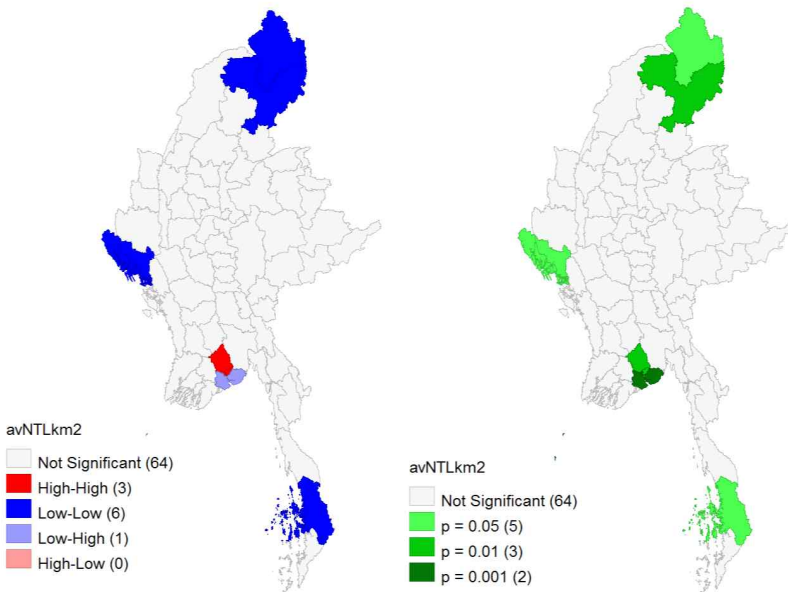 avNTLkm2
Not Significant (64)
High-High (3)
Low-Low (6)
Low-High (1)
High-Low (0)
avNTLkm2
Not Significant (64)
p = 0.05 (5)
p = 0.01 (3)
p = 0.001 (2)